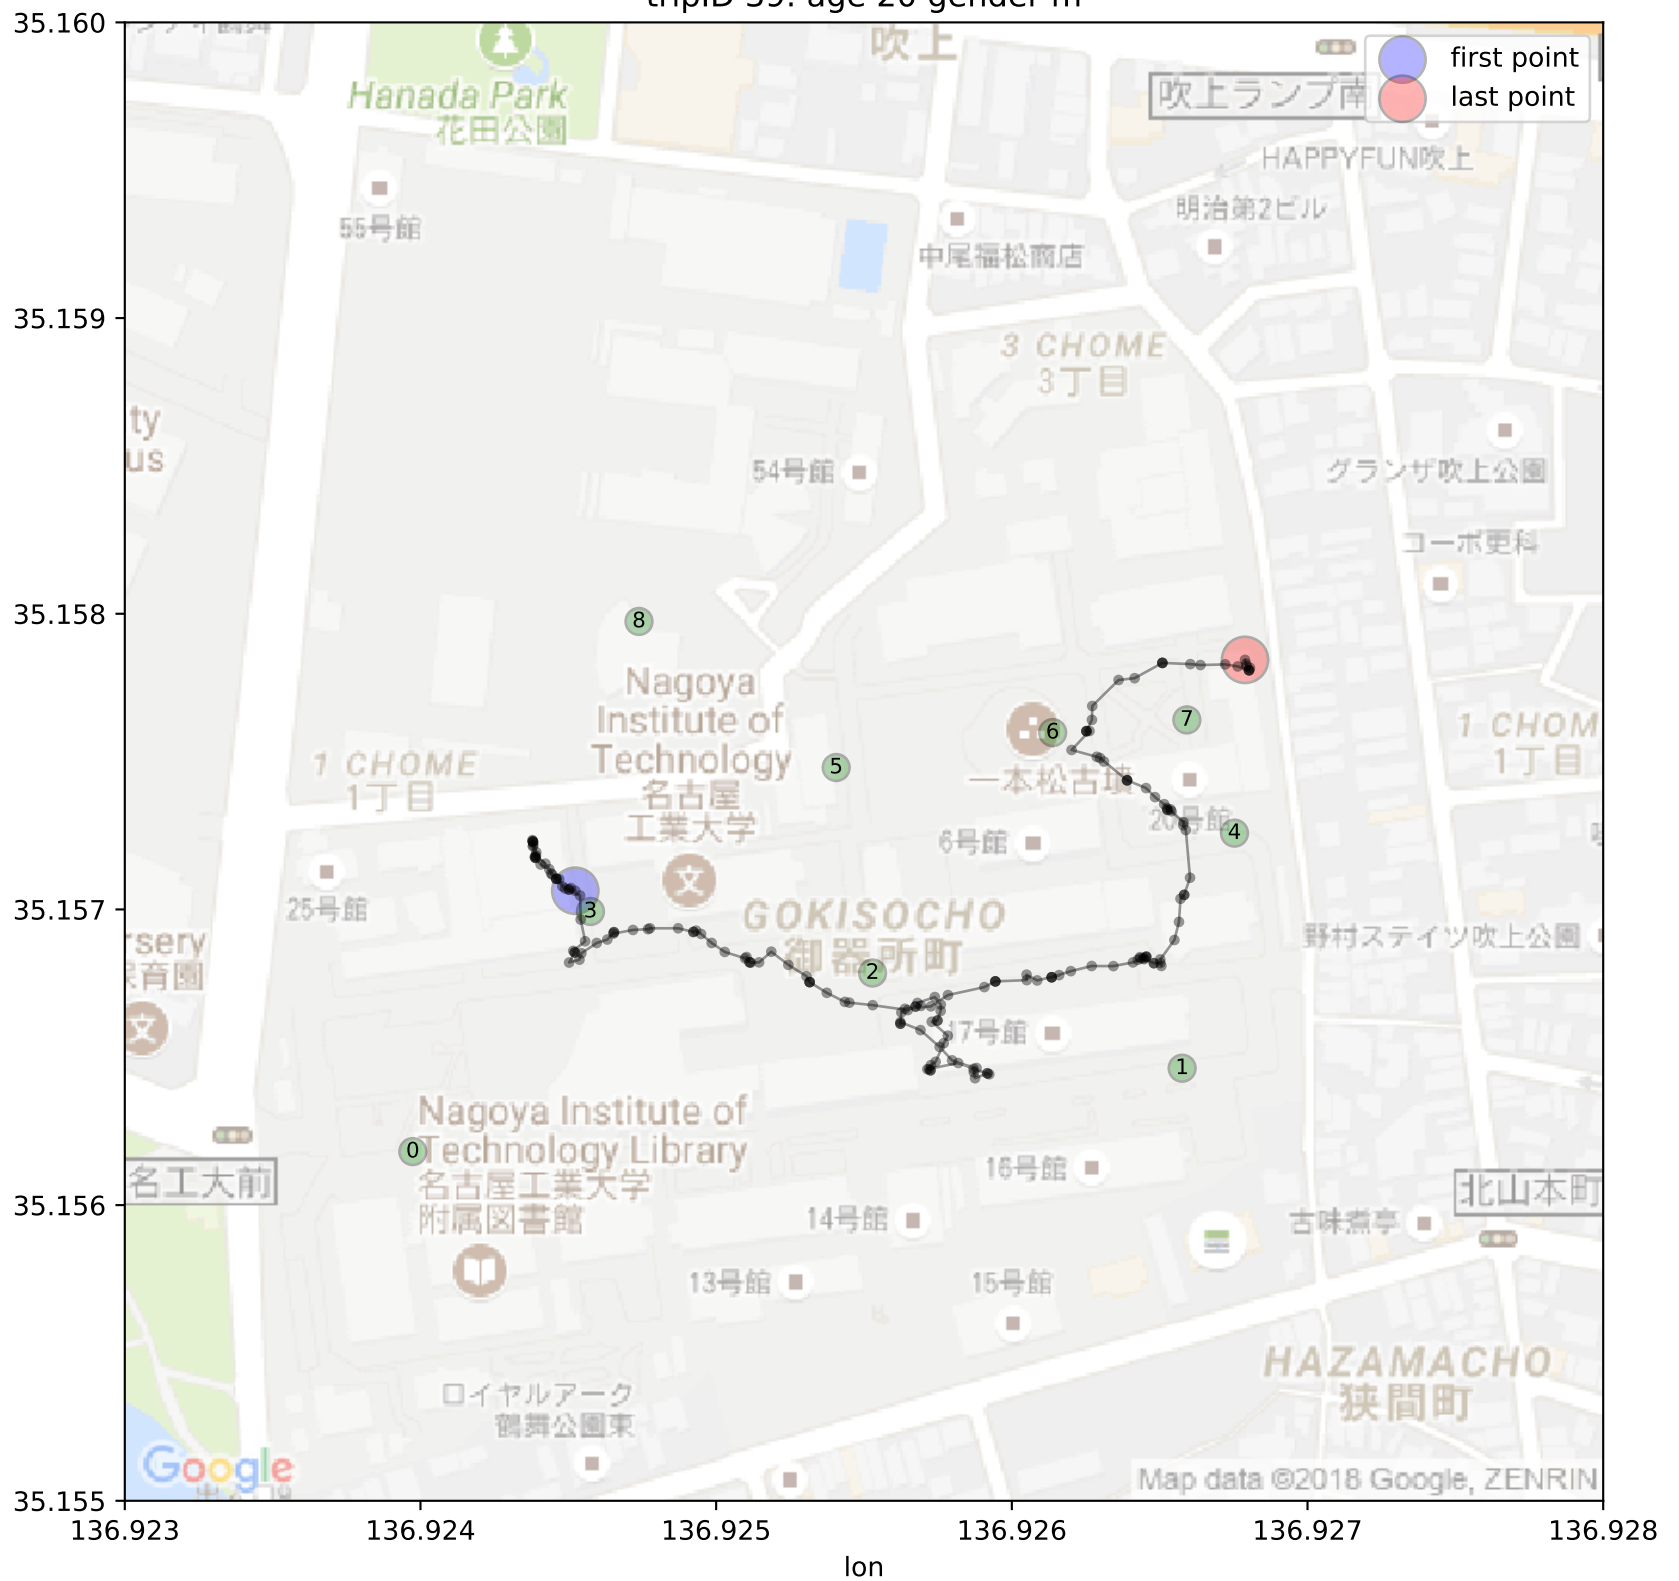 35.160
吹上
first point
last point
Hanada Park
花田公園
吹上ランプ南
HAPPYFUN吹上
明治第2ビル
55号館
中尾福松商店
35.159
3 CHOME
3丁目
ty
us
54号館
グランザ吹上公園
コーポ更科
35.158
8
Nagoya
Institute of
Technology
名古屋
工業大学
7
6
1 CHOME
1丁目
5
一本松古墳
1 CHOM
1丁目
20号館
4
6号館
25号館
35.157
3
GOKISOCHO
御器所町
野村ステイツ吹上公園
rsery
保育園
2
17号館
1
Nagoya Institute of
Technology Library
名古屋工業大学
附属図書館
0
名工大前
16号館
北山本町
35.156
14号館
古味煮亭
13号館
15号館
HAZAMACHO
狭間町
ロイヤルアーク
鶴舞公園東
Google
Map data ©2018 Google, ZENRIN
35.155
136.923
136.924
136.925
136.926
136.927
136.928
lon